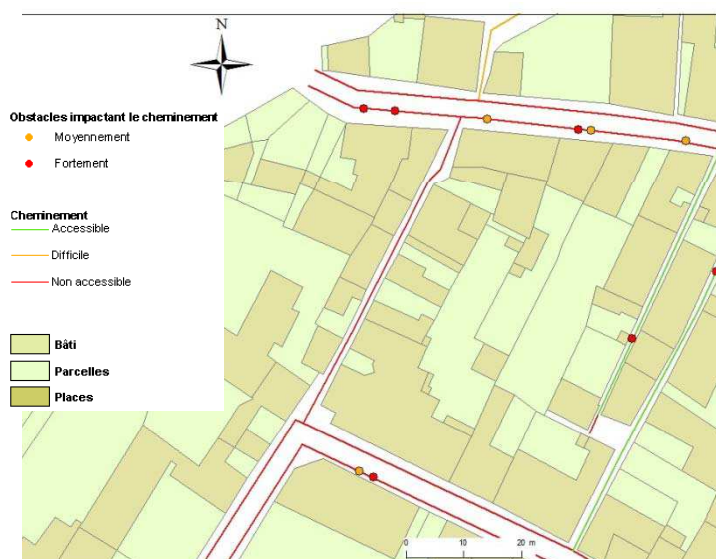 N
Obstacles impactant le cheminement
Moyennement
Fortement
Cheminement
Accessible
Difficile
Non accessible
Bâti
Parcelles
Places
0 10 20 m